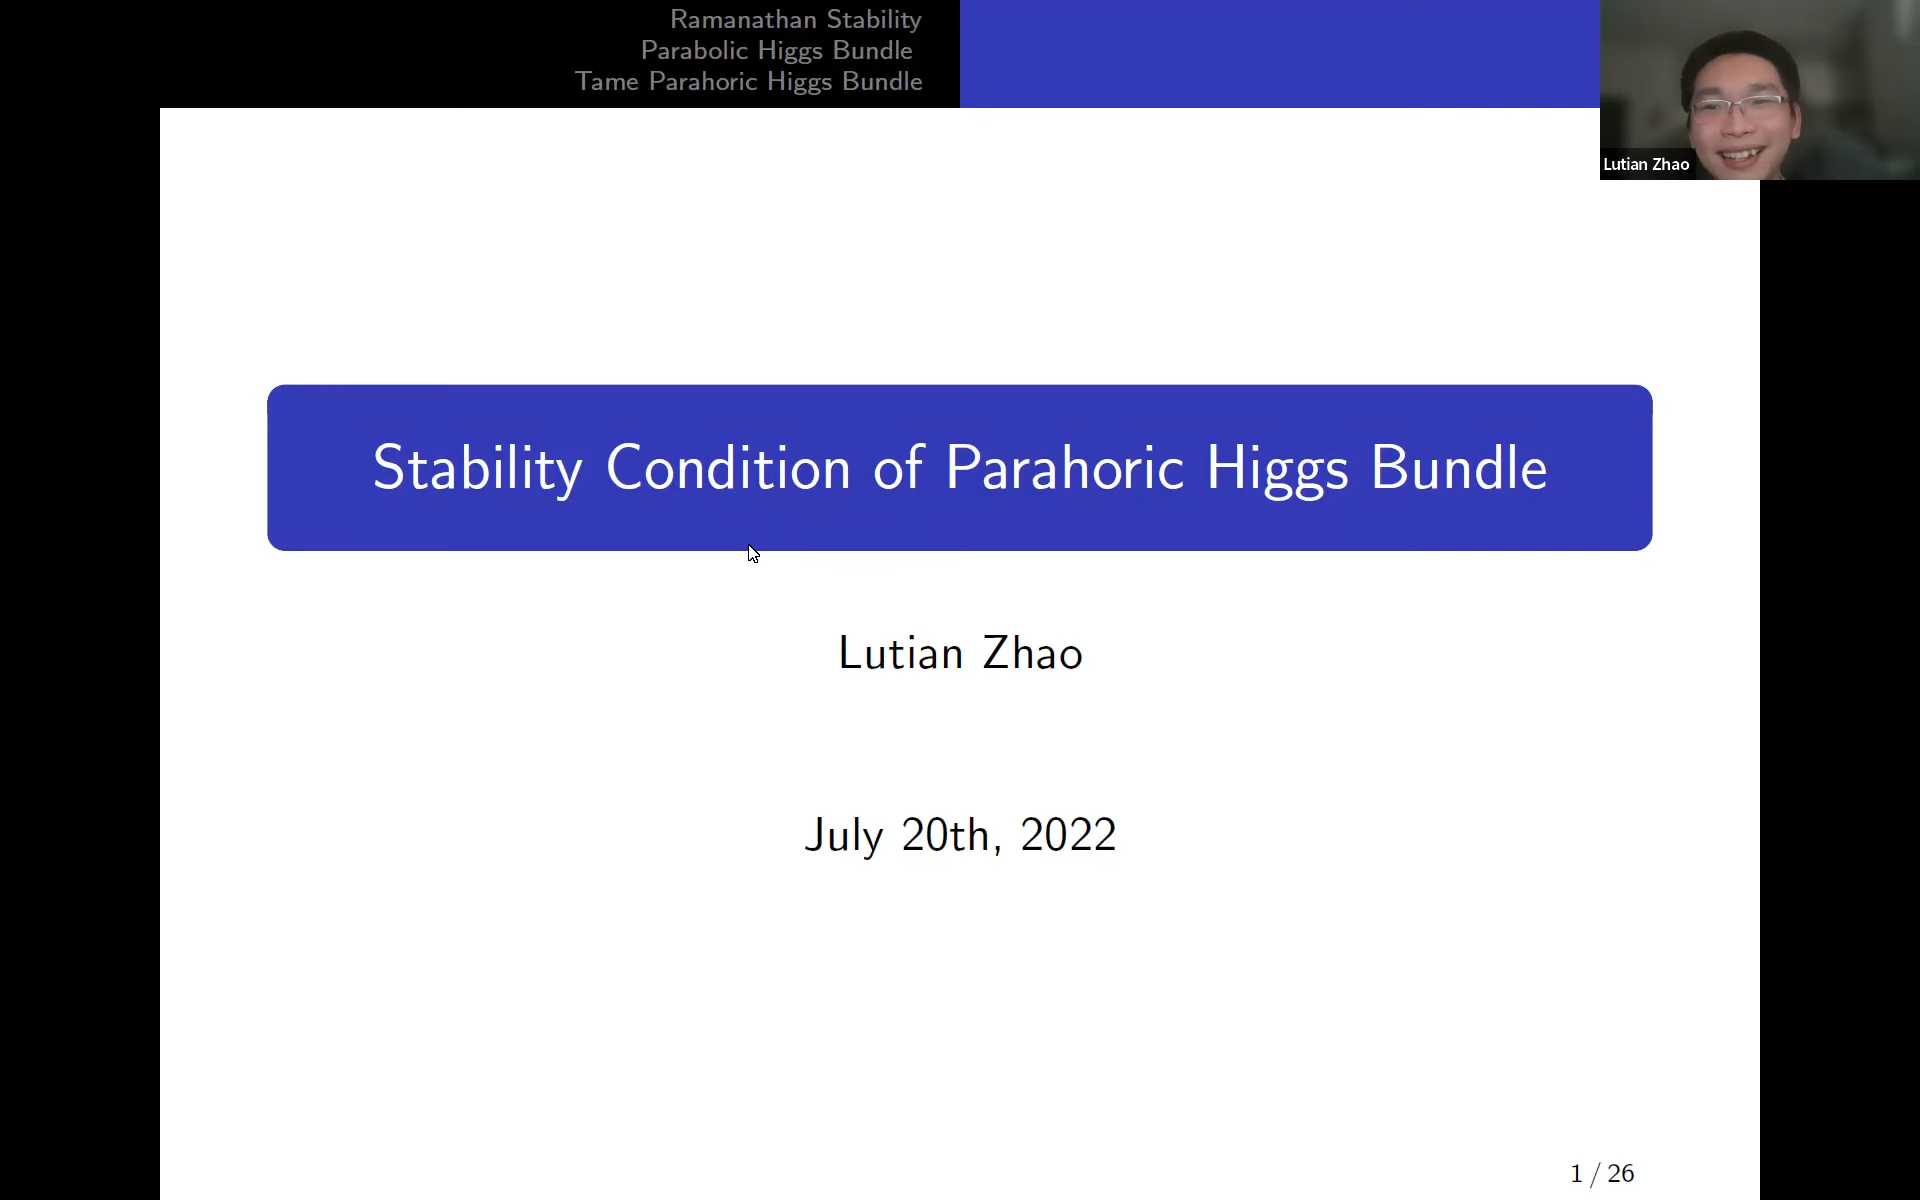 Ramanathan Stability
Parabolic Higgs Bundle
Tame Parahoric Higgs Bundle
Lutian Zhao
Stability Condition of Parahoric Higgs Bundle
Lutian Zhao
July 20th, 2022
1 / 26